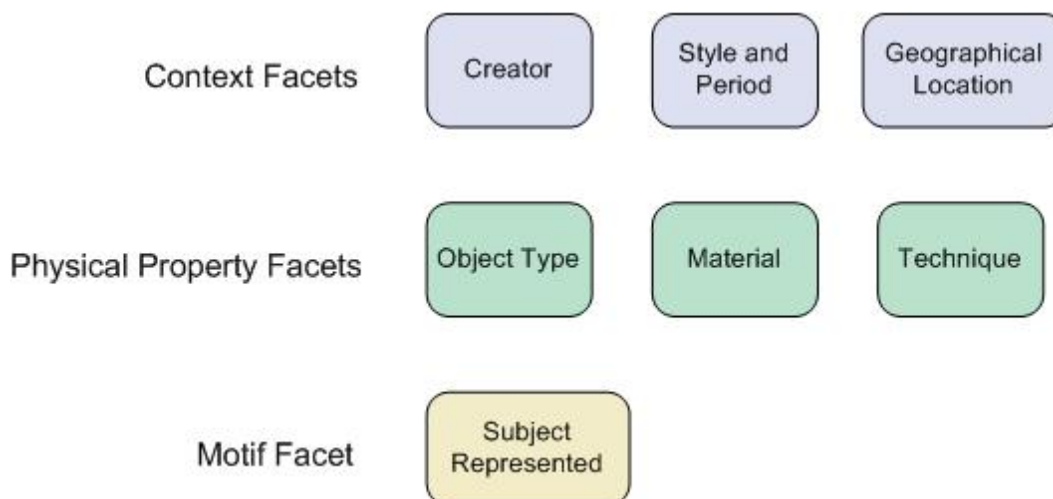 Context Facets
Creator
Style and
Period
Geographical
Location
Physical Property Facets
Object Type
Material
Technique
Motif Facet
Subject
Represented